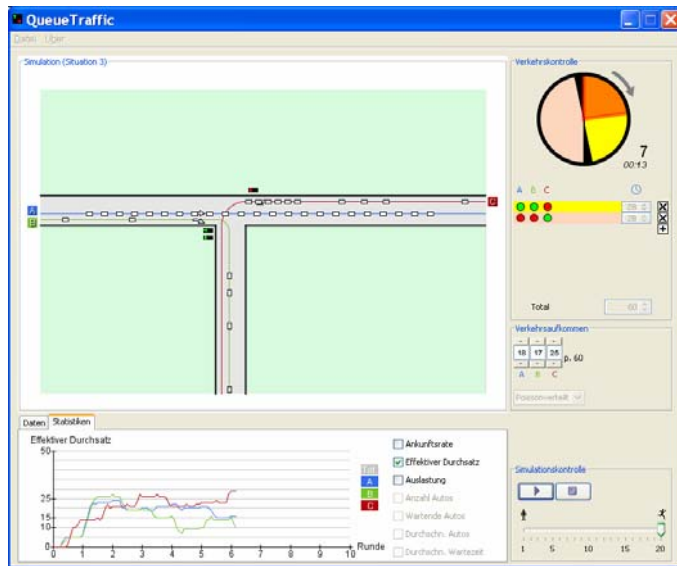 QueueTraffic
Datei Über
Simulation (Situation 3)
A
B
C
Verkehrskontrolle
7
00:13
A B C
28
28
Total 60
Verkehrsaufkommen
18 17 25 p. 60
A B C
Poissonverteilt
Daten Statistiken
Effektiver Durchsatz
50
25
15
10
0
0 1 2 3 4 5 6 7 8 9 10 Runde
Tot
A
B
C
Ankunftsrate
Effektiver Durchsatz
Auslastung
Anzahl Autos
Wartende Autos
Durchschn. Autos
Durchschn. Wartezeit
Simulationskontrolle
1 5 10 15 20